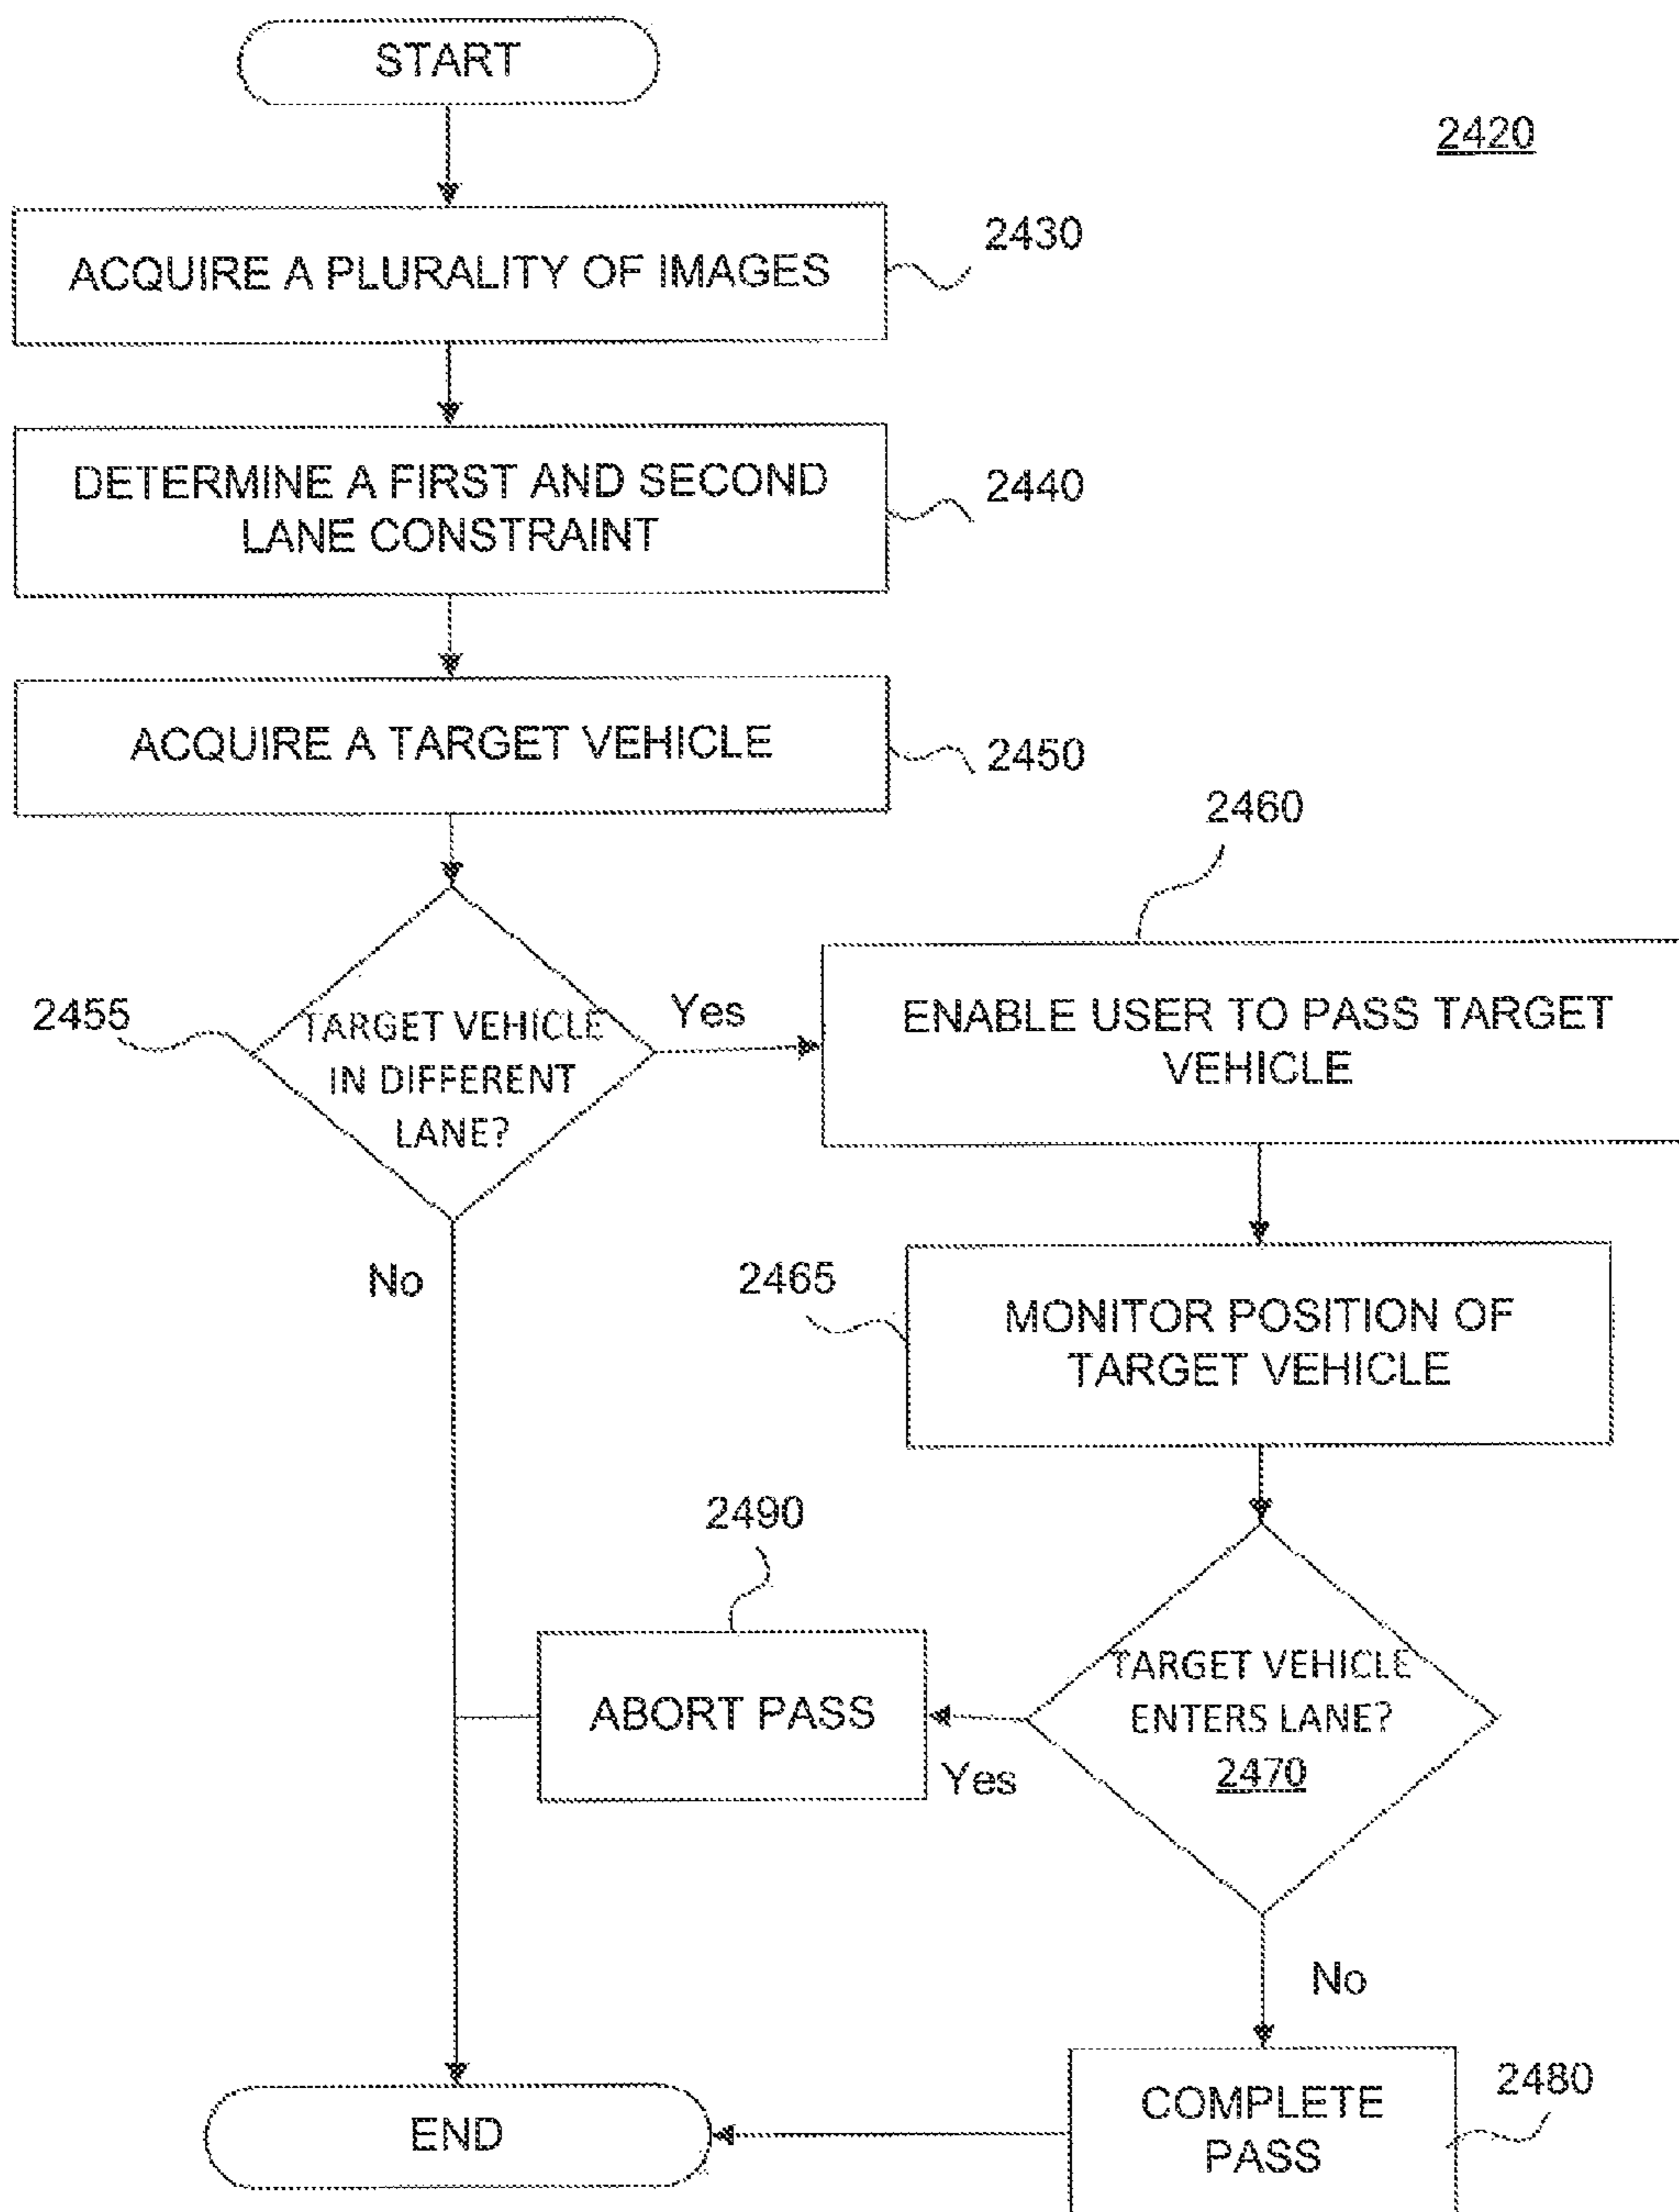 START
2420
ACQUIRE A PLURALITY OF IMAGES
2430
DETERMINE A FIRST AND SECOND
LANE CONSTRAINT
2440
ACQUIRE A TARGET VEHICLE
2450
2460
2455
TARGET VEHICLE
IN DIFFERENT
LANE?
Yes
ENABLE USER TO PASS TARGET
VEHICLE
No
2465
MONITOR POSITION OF
TARGET VEHICLE
2490
ABORT PASS
Yes
TARGET VEHICLE
ENTERS LANE?
2470
No
COMPLETE
PASS
2480
END